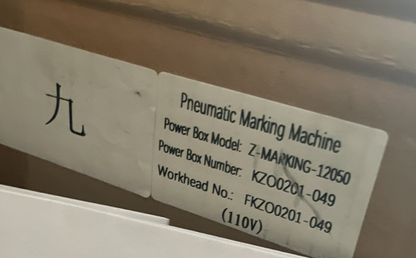 九
Pneumatic Marking Machine
Power Box Model: Z-MARKING-12050
Power Box Number: KZO0201-049
Workhead No.: FKZO0201-049
(110V)